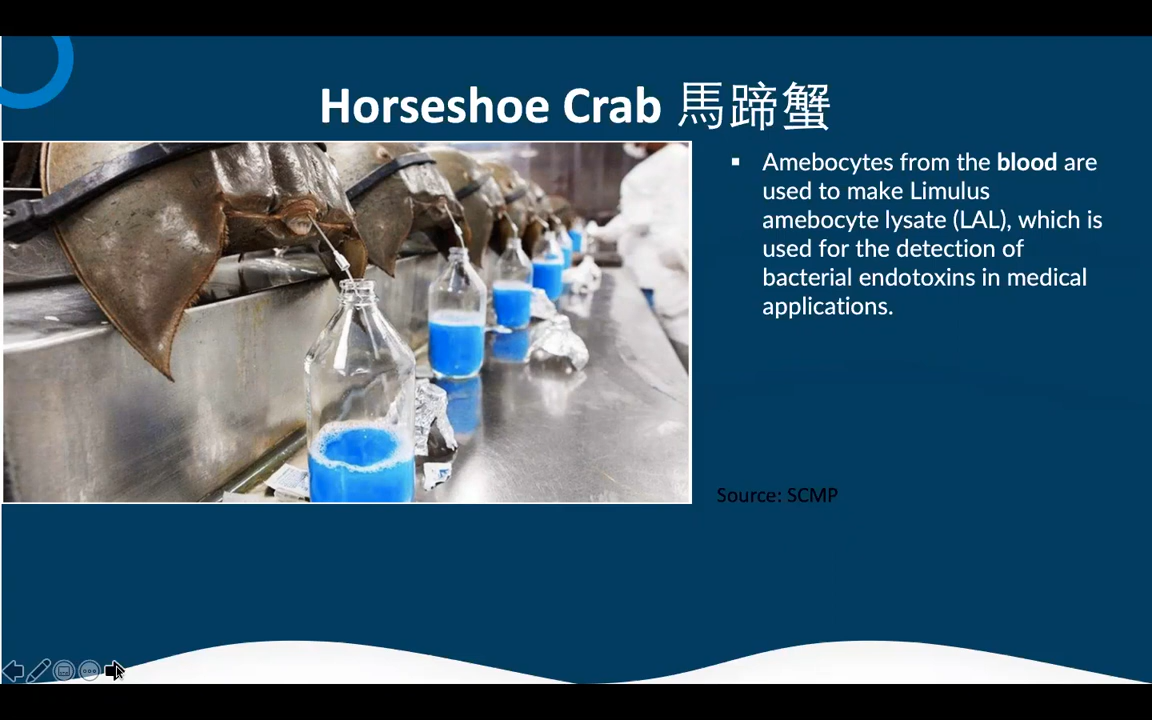 Horseshoe Crab 馬蹄蟹
▪ Amebocytes from the blood are
used to make Limulus
amebocyte lysate (LAL), which is
used for the detection of
bacterial endotoxins in medical
applications.
Source: SCMP